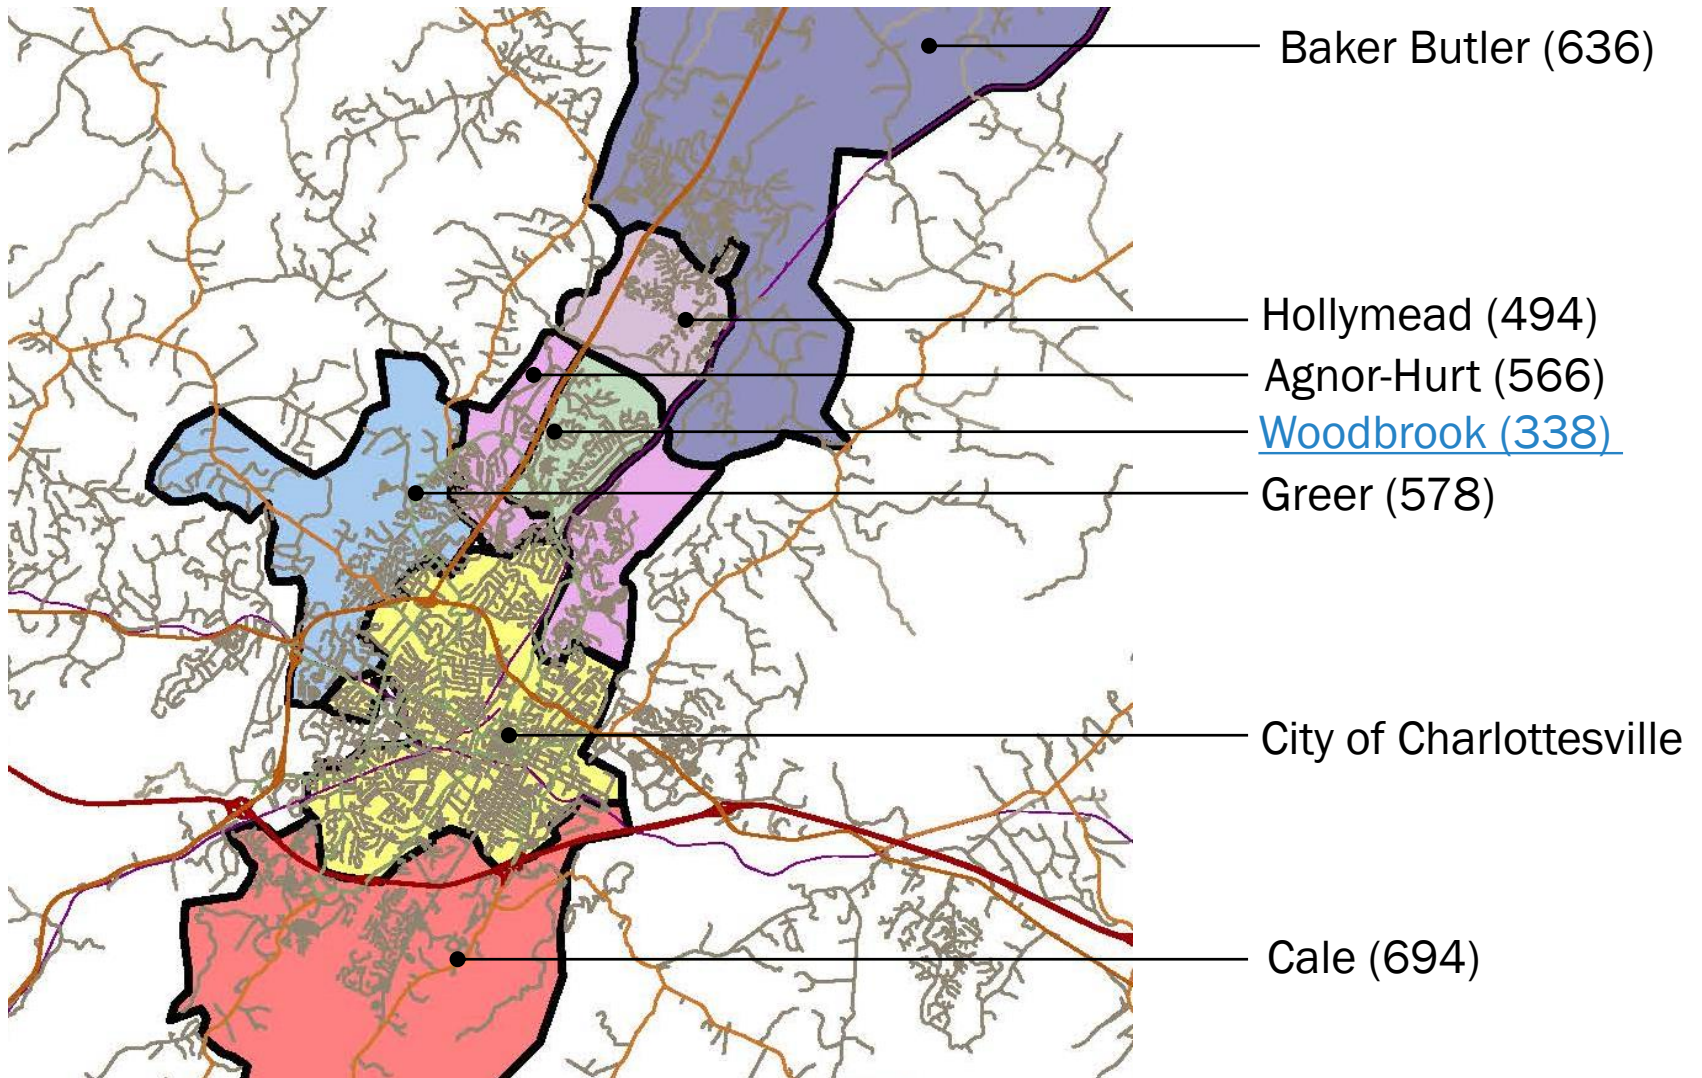 Baker Butler (636)
Hollymead (494)
Agnor-Hurt (566)
Woodbrook (338)
Greer (578)
City of Charlottesville
Cale (694)